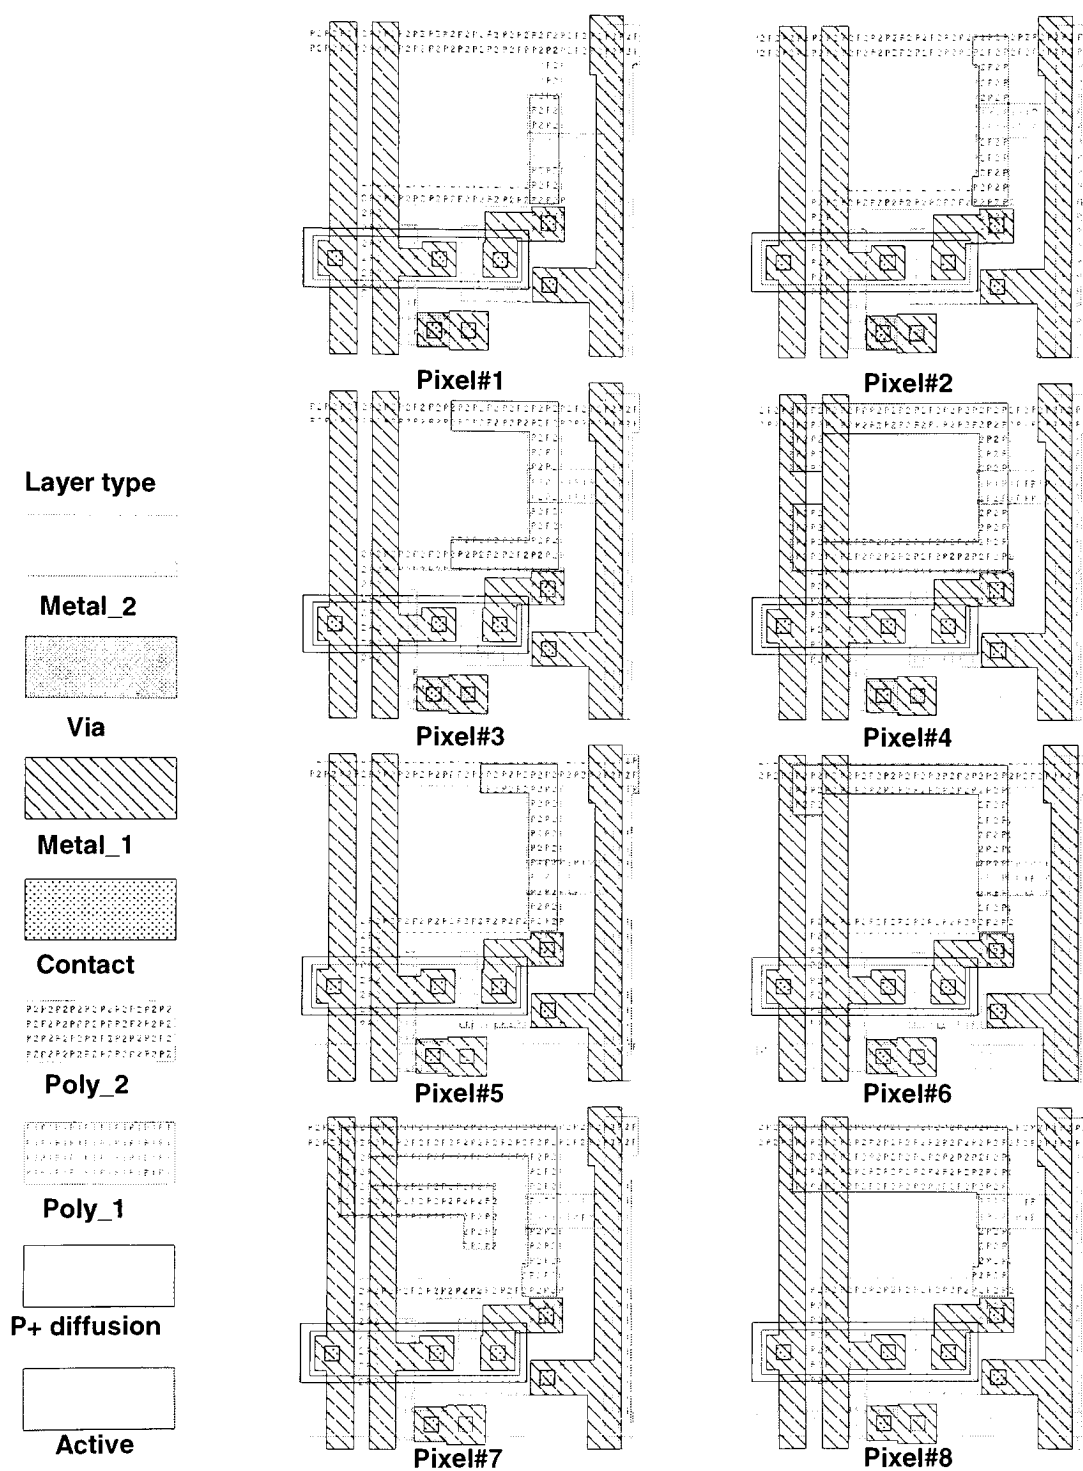 Pixel#1
Pixel#2
Pixel#3
Pixel#4
Pixel#5
Pixel#6
Pixel#7
Pixel#8
Layer type
Metal_2
Via
Metal_1
Contact
Poly_2
Poly_1
P+ diffusion
Active